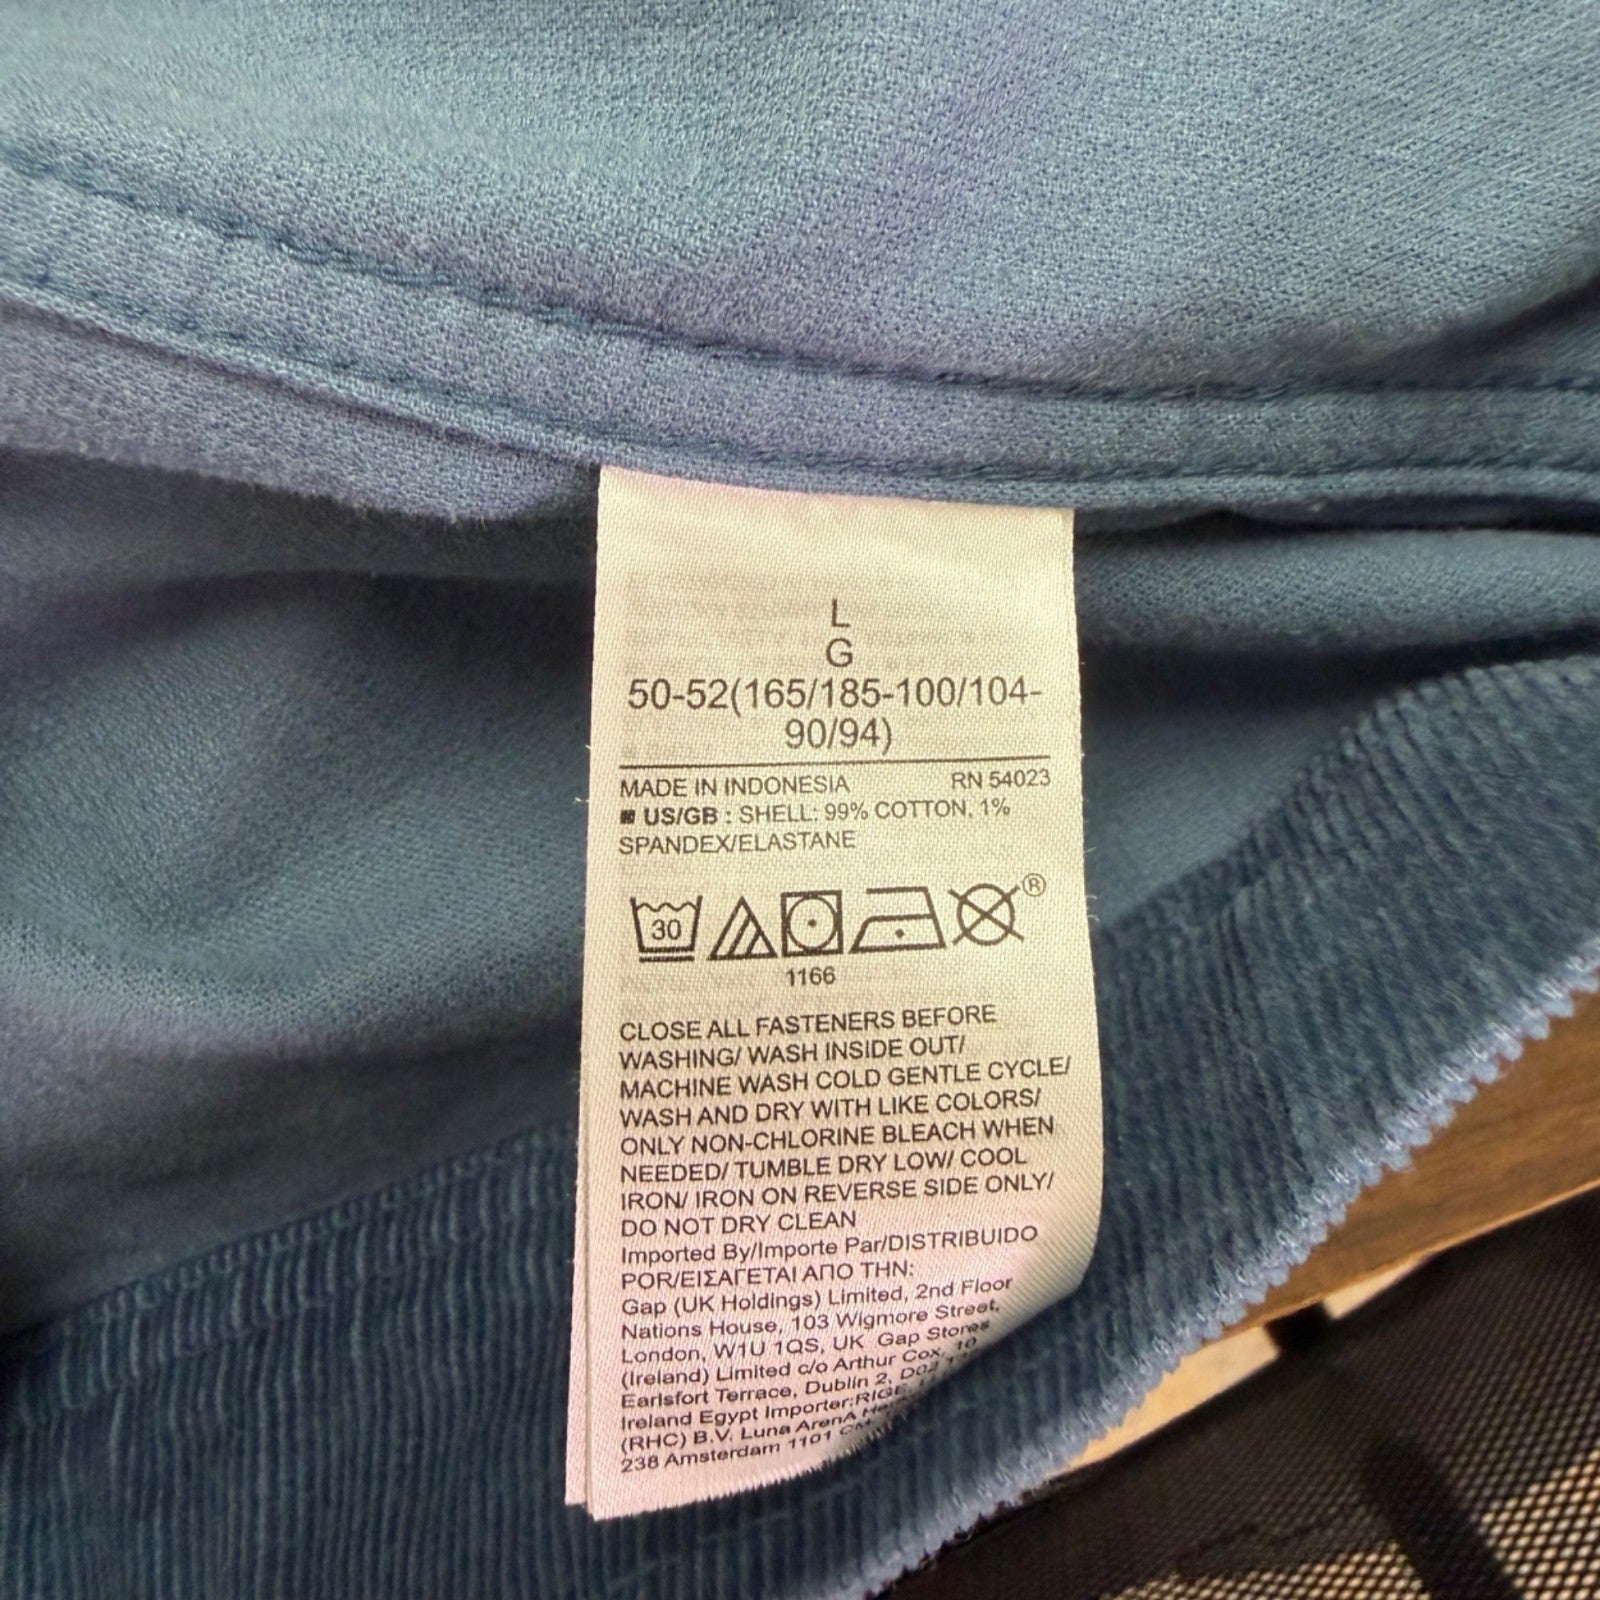 L
G
50-52(165/185-100/104-
90/94)
MADE IN INDONESIA RN 54023
■ US/GB : SHELL: 99% COTTON, 1%
SPANDEX/ELASTANE
30 ®
1166
CLOSE ALL FASTENERS BEFORE
WASHING/ WASH INSIDE OUT/
MACHINE WASH COLD GENTLE CYCLE/
WASH AND DRY WITH LIKE COLORS/
ONLY NON-CHLORINE BLEACH WHEN
NEEDED/ TUMBLE DRY LOW/ COOL
IRON/ IRON ON REVERSE SIDE ONLY/
DO NOT DRY CLEAN
Imported By/Importe Par/DISTRIBUIDO
POR/ΕΙΣΑΓΕΤΑΙ ΑΠΟ ΤΗΝ:
Gap (UK Holdings) Limited, 2nd Floor
Nations House, 103 Wigmore Street,
London, W1U 1QS, UK Gap Stores
(Ireland) Limited c/o Arthur Cox, 10
Earlsfort Terrace, Dublin 2, D02
Ireland Egypt Importer:RIGE
(RHC) B.V. Luna ArenA
238 Amsterdam 1101 CM